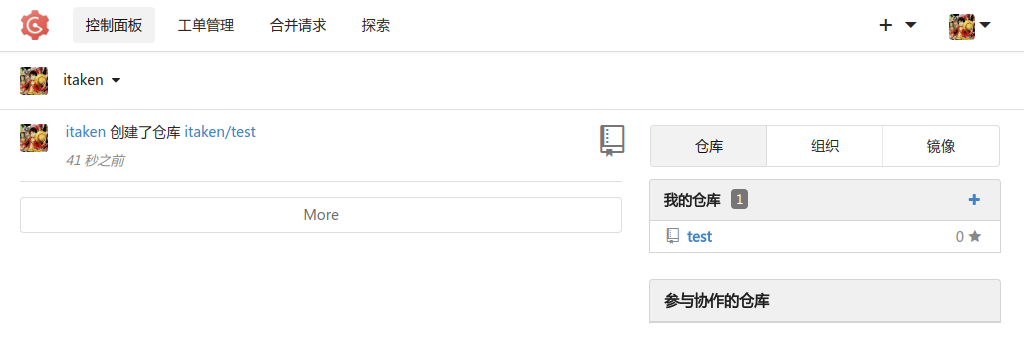 控制面板 工单管理 合并请求 探索
itaken
itaken 创建了仓库 itaken/test
41 秒之前
More
仓库 组织 镜像
我的仓库 1
test 0
参与协作的仓库